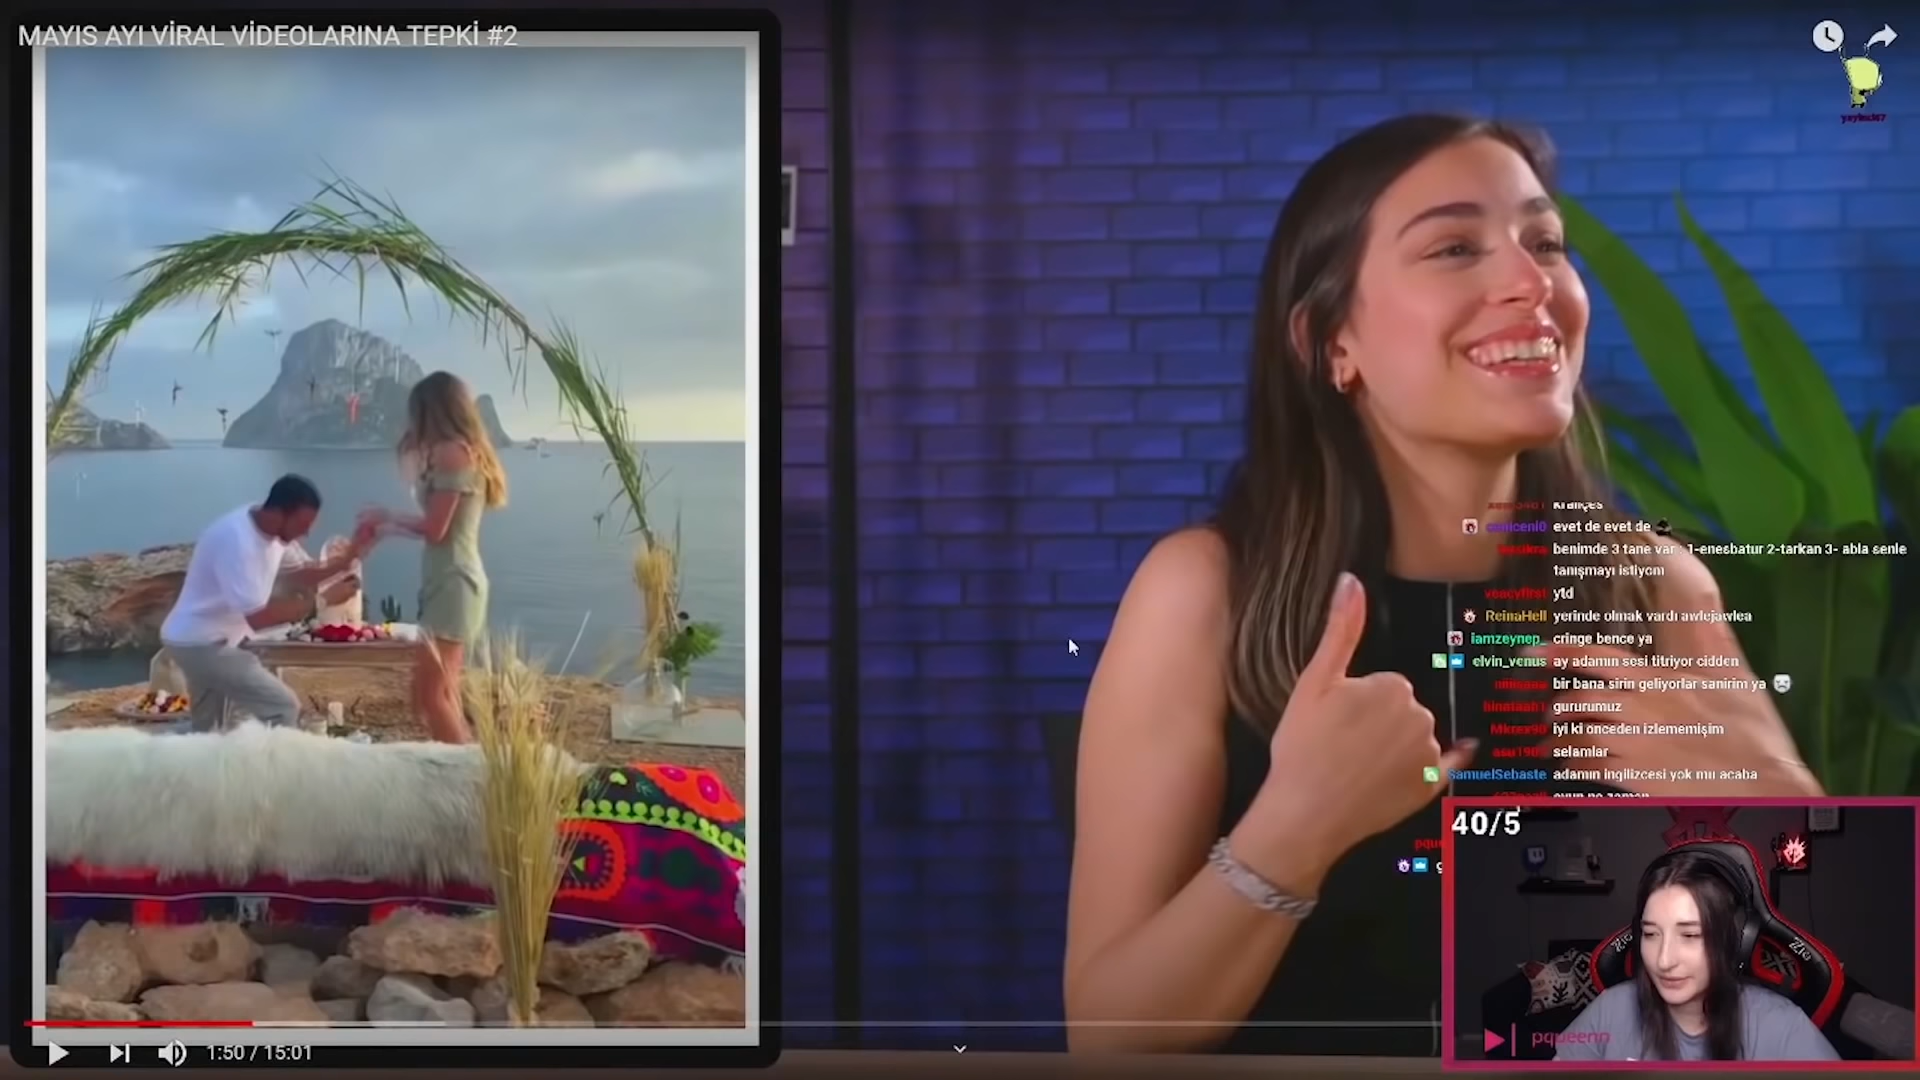 MAYIS AYI VİRAL VİDEOLARINA TEPKİ #2
evet de evet de
benimde 3 tane var : 1-enesbatur 2-tarkan 3- abla senle
tanışmayı istiyom
ytd
ReinaHell yerinde olmak vardı awlejawlea
iamzeynep_ cringe bence ya
elvin_venus ay adamın sesi titriyor cidden
bir bana sirin geliyorlar sanirim ya
gururumuz
iyi ki önceden izlememişim
selamlar
SamuelSebaste adamın ingilizcesi yok mu acaba
40/5
pqueenn
1:50 / 15:01